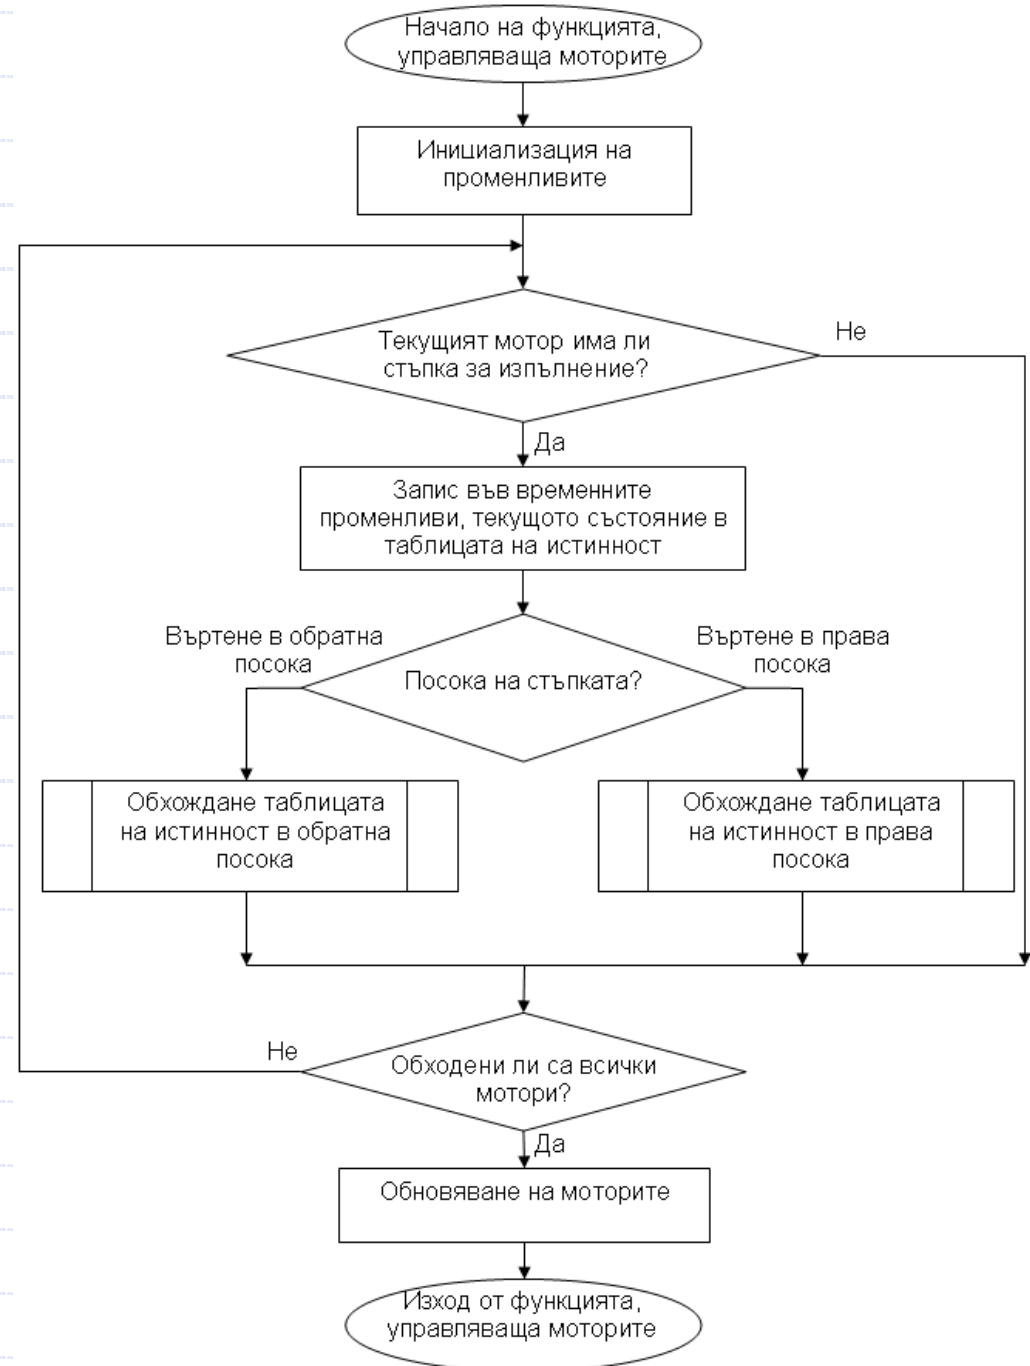 Начало на функцията,
управляваща моторите
Инициализация на
променливите
Текущият мотор има ли
стъпка за изпълнение?
Не
Да
Запис във временните
променливи, текущото състояние в
таблицата на истинност
Въртене в обратна
посока
Посока на стъпката?
Въртене в права
посока
Обхождане таблицата
на истинност в обратна
посока
Обхождане таблицата
на истинност в права
посока
Не
Обходени ли са всички
мотори?
Да
Обновяване на моторите
Изход от функцията,
управляваща моторите